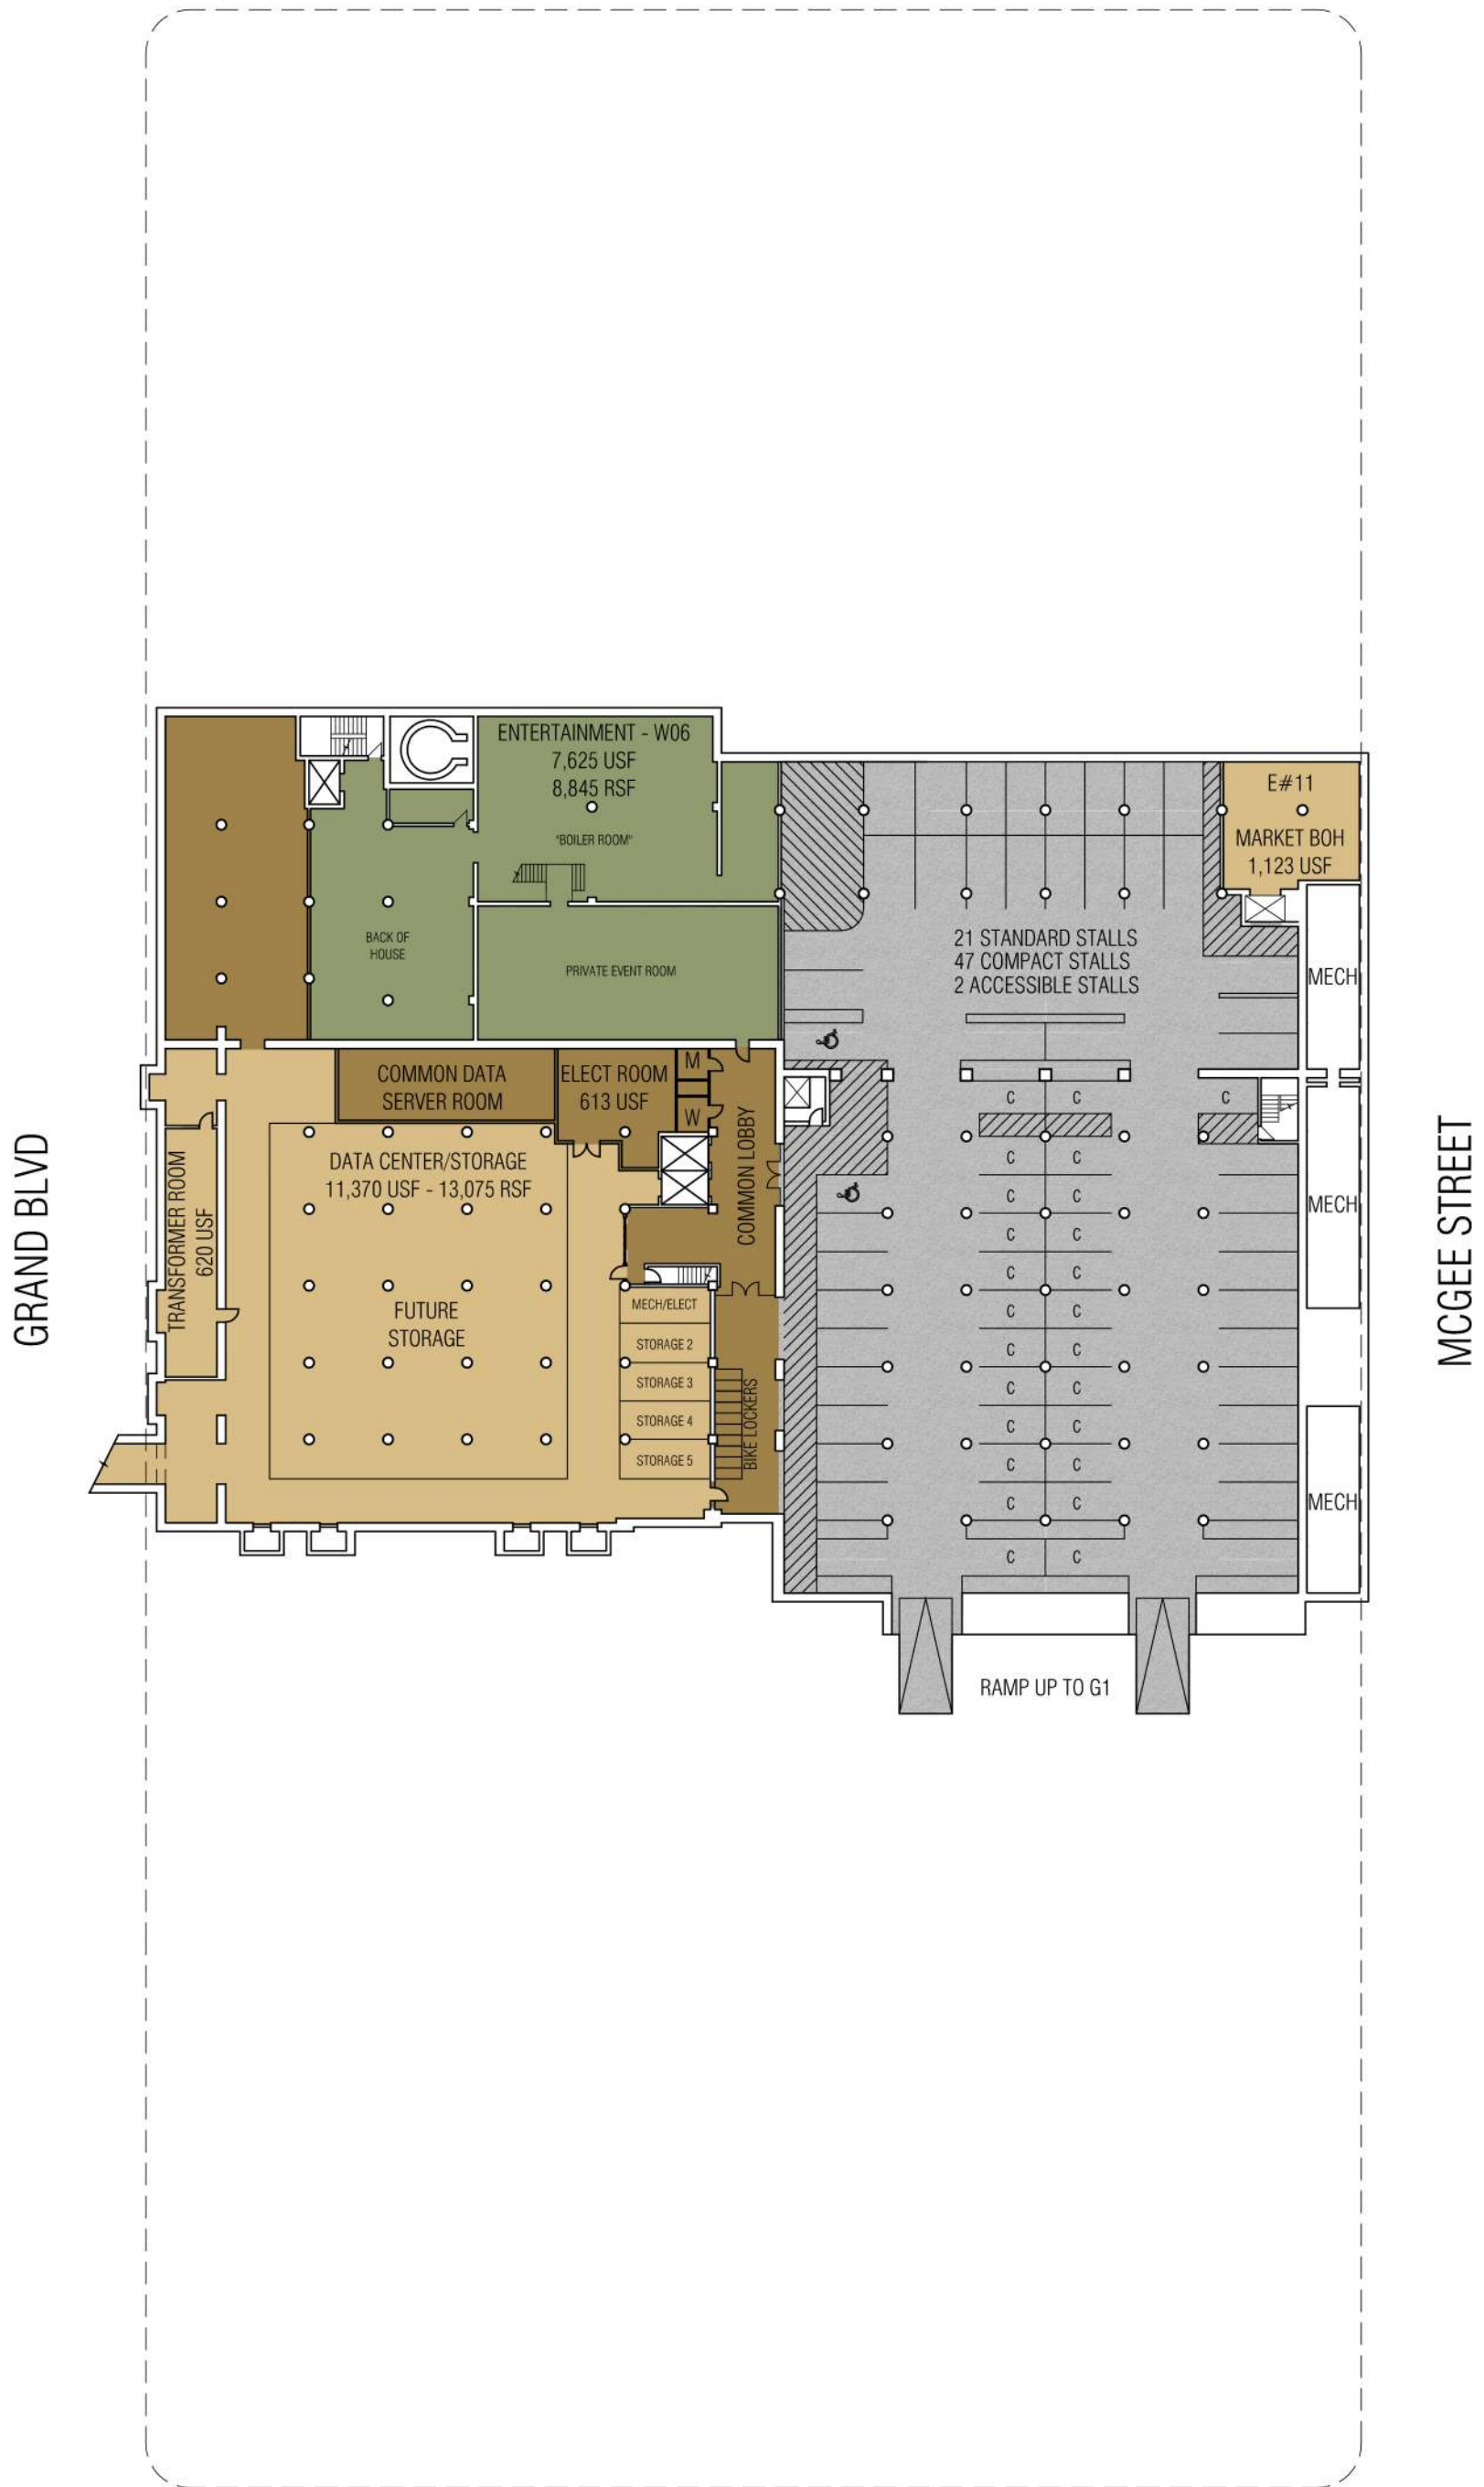 ENTERTAINMENT - W06
7,625 USF
8,845 RSF
"BOILER ROOM"
E#11
MARKET BOH
1,123 USF
BACK OF
HOUSE
PRIVATE EVENT ROOM
21 STANDARD STALLS
47 COMPACT STALLS
2 ACCESSIBLE STALLS
MECH
COMMON DATA
SERVER ROOM
ELECT ROOM
613 USF
M
W
COMMON LOBBY
C C C
DATA CENTER/STORAGE
11,370 USF - 13,075 RSF
TRANSFORMER ROOM
620 USF
GRAND BLVD
MCGEE STREET
MECH
C C
C C
C C
C C
FUTURE
STORAGE
MECH/ELECT
STORAGE 2
STORAGE 3
STORAGE 4
STORAGE 5
BIKE LOCKERS
C C
C C
C C
C C
C C
C C
C C
MECH
RAMP UP TO G1